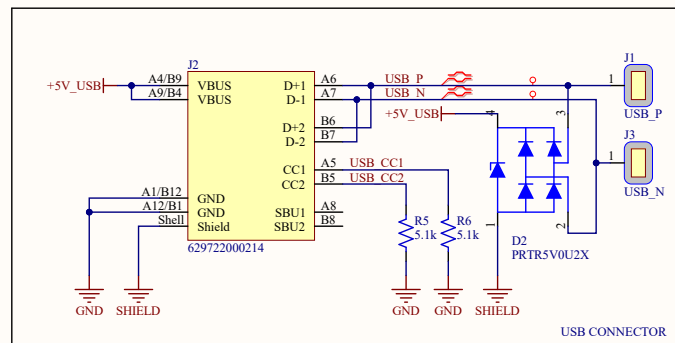 J2
J1
+5V_USB
A4/B9
VBUS
D+1
A6
USB_P
1
A9/B4
VBUS
D-1
A7
USB_N
USB_P
+5V_USB
4
3
J3
D+2
B6
D-2
B7
1
CC1
A5
USB_CC1
CC2
B5
USB_CC2
USB_N
A1/B12
GND
A12/B1
GND
SBU1
A8
Shell
Shield
SBU2
B8
R5
5.1k
R6
5.1k
1
2
629722000214
D2
PRTR5V0U2X
GND
SHIELD
GND
GND
SHIELD
USB CONNECTOR